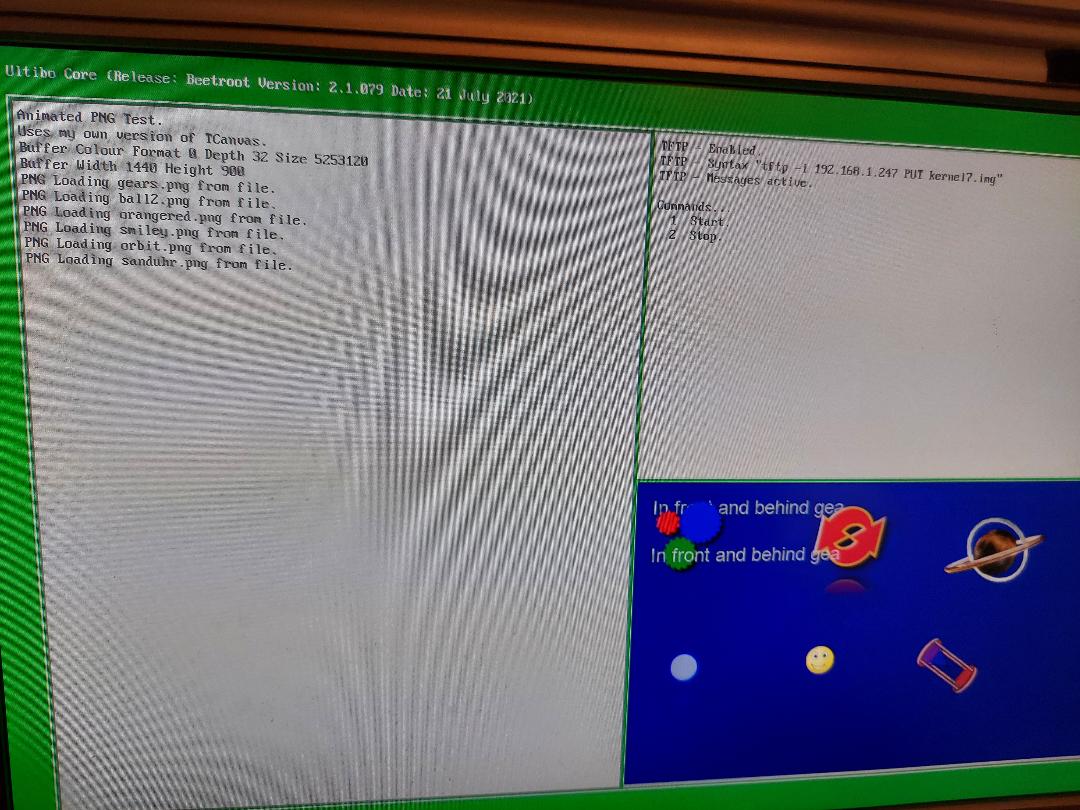 Ultibo Core (Release: Beetroot Version: 2.1.079 Date: 21 July 2021)
Animated PNG Test.
Uses my own version of TCanvas.
Buffer Colour Format 0 Depth 32 Size 5253120
Buffer Width 1440 Height 900
PNG Loading gears.png from file.
PNG Loading ball2.png from file.
PNG Loading orangered.png from file.
PNG Loading smiley.png from file.
PNG Loading orbit.png from file.
PNG Loading sanduhr.png from file.
TFTP - Enabled.
TFTP - Syntax "tftp -i 192.168.1.247 PUT kernel7.img"
TFTP - Messages active.
Commands..
1 Start.
2 Stop.
In and behind
In front and behind gea